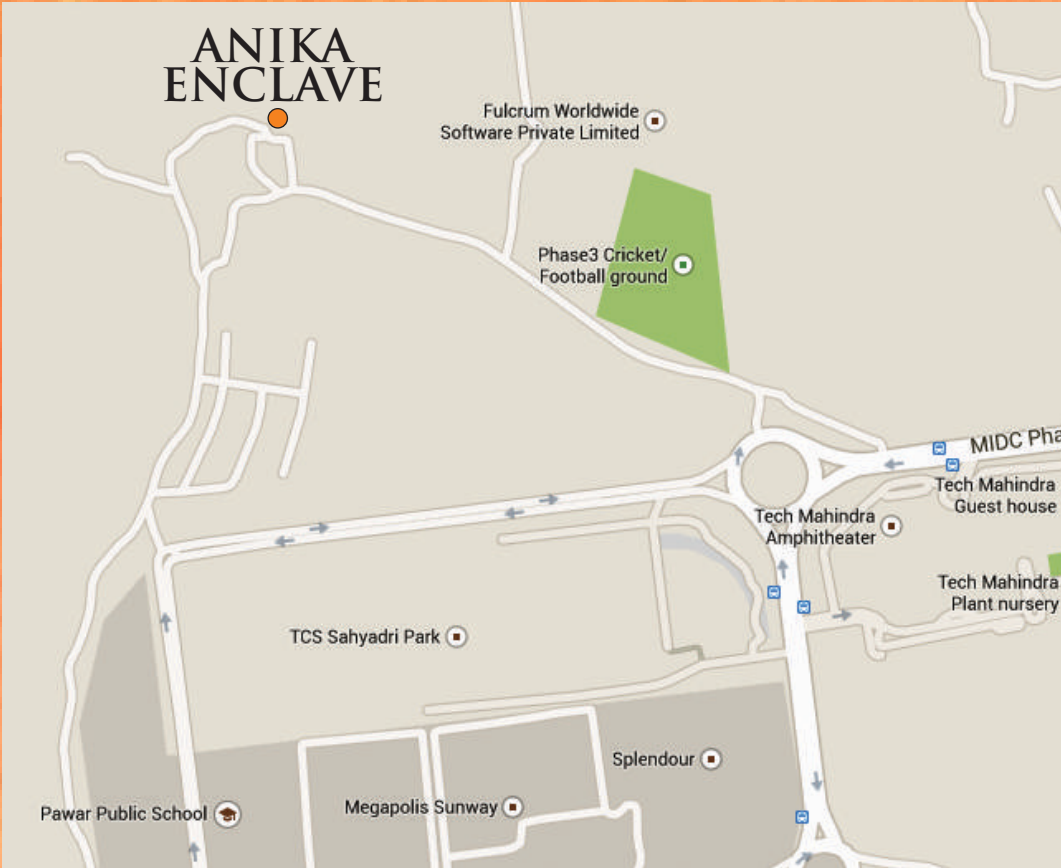 ANIKA
ENCLAVE
Fulcrum Worldwide
Software Private Limited
Phase3 Cricket/
Football ground
MIDC Pha
Tech Mahindra
Guest house
Tech Mahindra
Amphitheater
Tech Mahindra
Plant nursery
TCS Sahyadri Park
Splendour
Megapolis Sunway
Pawar Public School